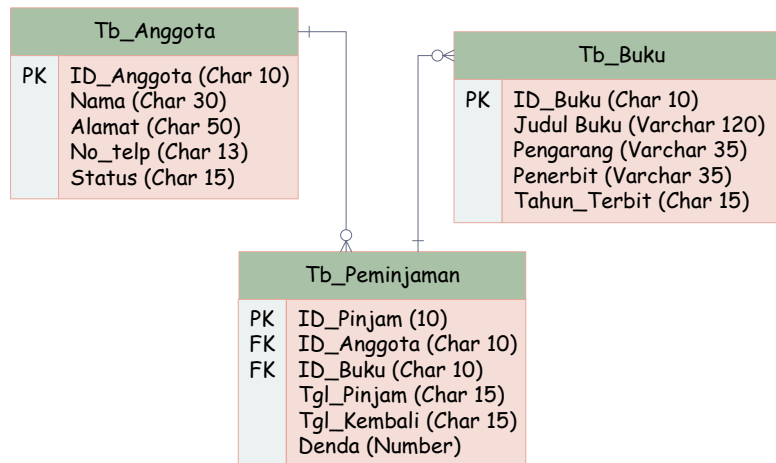 Tb_Anggota
PK ID_Anggota (Char 10)
Nama (Char 30)
Alamat (Char 50)
No_telp (Char 13)
Status (Char 15)
Tb_Buku
PK ID_Buku (Char 10)
Judul Buku (Varchar 120)
Pengarang (Varchar 35)
Penerbit (Varchar 35)
Tahun_Terbit (Char 15)
Tb_Peminjaman
PK ID_Pinjam (10)
FK ID_Anggota (Char 10)
FK ID_Buku (Char 10)
Tgl_Pinjam (Char 15)
Tgl_Kembali (Char 15)
Denda (Number)